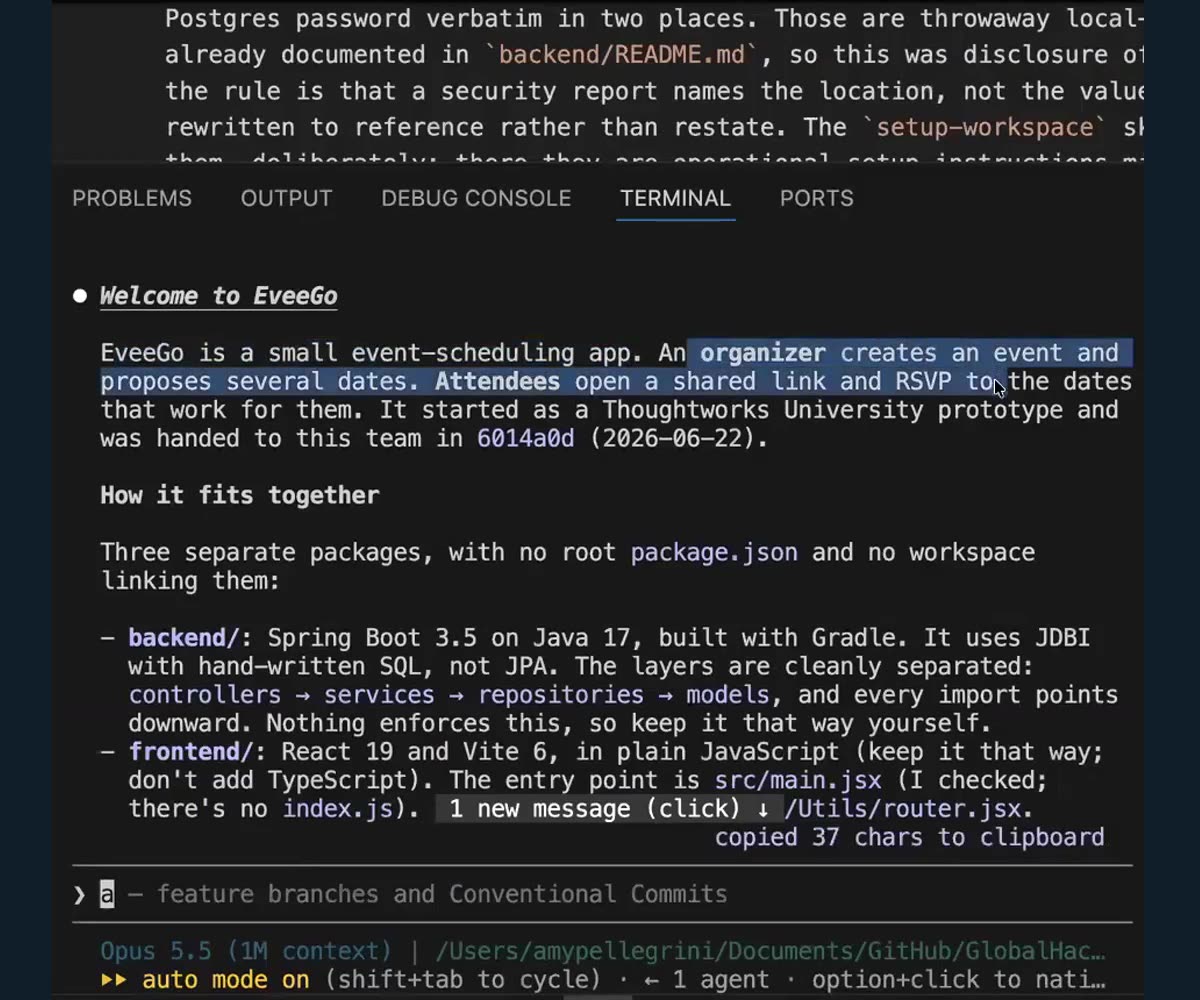 Postgres password verbatim in two places. Those are throwaway local-
already documented in `backend/README.md`, so this was disclosure of
the rule is that a security report names the location, not the value
rewritten to reference rather than restate. The `setup-workspace` sk
them, deliberately: there they are operational setup instructions
PROBLEMS OUTPUT DEBUG CONSOLE TERMINAL PORTS
● Welcome to EveeGo
EveeGo is a small event-scheduling app. An organizer creates an event and
proposes several dates. Attendees open a shared link and RSVP to the dates
that work for them. It started as a Thoughtworks University prototype and
was handed to this team in 6014a0d (2026-06-22).
How it fits together
Three separate packages, with no root package.json and no workspace
linking them:
- backend/: Spring Boot 3.5 on Java 17, built with Gradle. It uses JDBI
with hand-written SQL, not JPA. The layers are cleanly separated:
controllers → services → repositories → models, and every import points
downward. Nothing enforces this, so keep it that way yourself.
- frontend/: React 19 and Vite 6, in plain JavaScript (keep it that way;
don't add TypeScript). The entry point is src/main.jsx (I checked;
there's no index.js). 1 new message (click) ↓ /Utils/router.jsx.
copied 37 chars to clipboard
❯ a — feature branches and Conventional Commits
Opus 5.5 (1M context) | /Users/amypellegrini/Documents/GitHub/GlobalHac…
⏵⏵ auto mode on (shift+tab to cycle) · ← 1 agent · option+click to nati…